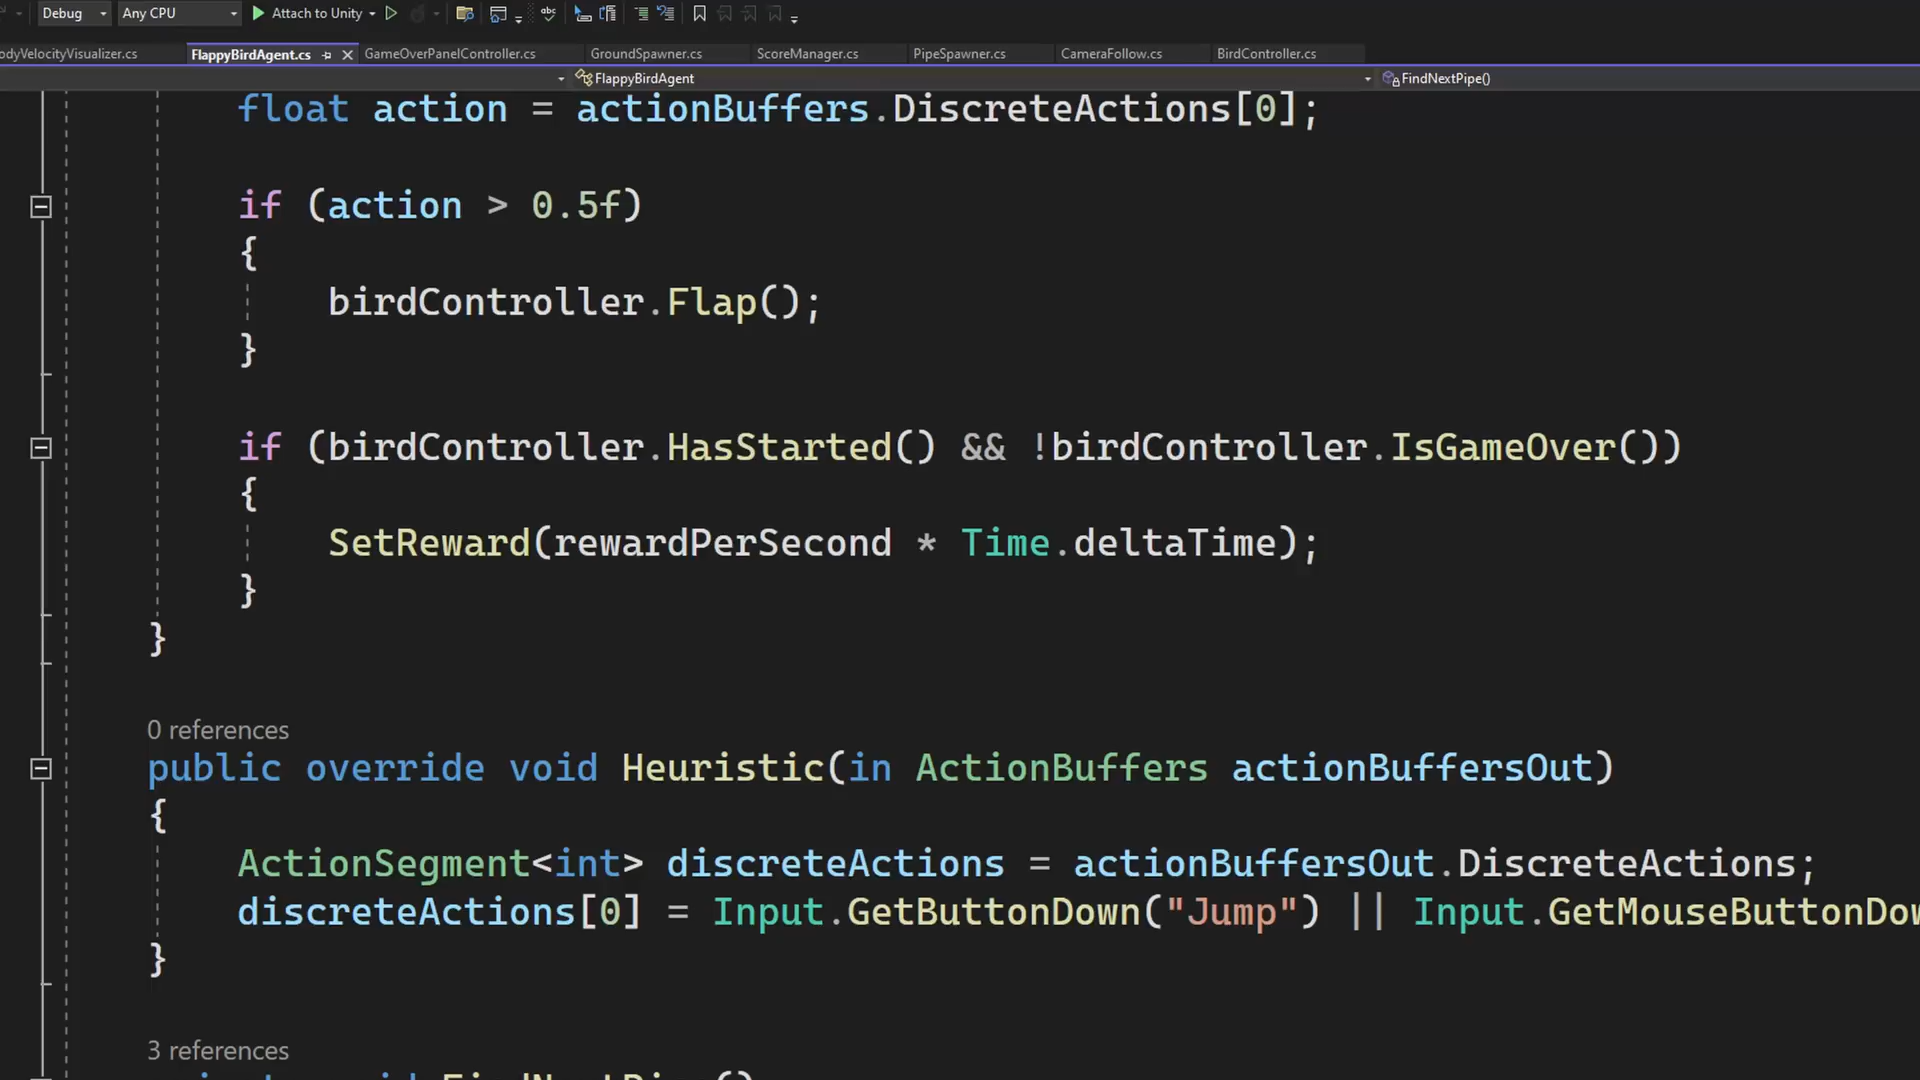 Debug Any CPU Attach to Unity
odyVelocityVisualizer.cs FlappyBirdAgent.cs GameOverPanelController.cs GroundSpawner.cs ScoreManager.cs PipeSpawner.cs CameraFollow.cs BirdController.cs
FlappyBirdAgent FindNextPipe()
float action = actionBuffers.DiscreteActions[0];
if (action > 0.5f)
{
birdController.Flap();
}
if (birdController.HasStarted() && !birdController.IsGameOver())
{
SetReward(rewardPerSecond * Time.deltaTime);
}
}
0 references
public override void Heuristic(in ActionBuffers actionBuffersOut)
{
ActionSegment<int> discreteActions = actionBuffersOut.DiscreteActions;
discreteActions[0] = Input.GetButtonDown("Jump") || Input.GetMouseButtonDow
}
3 references